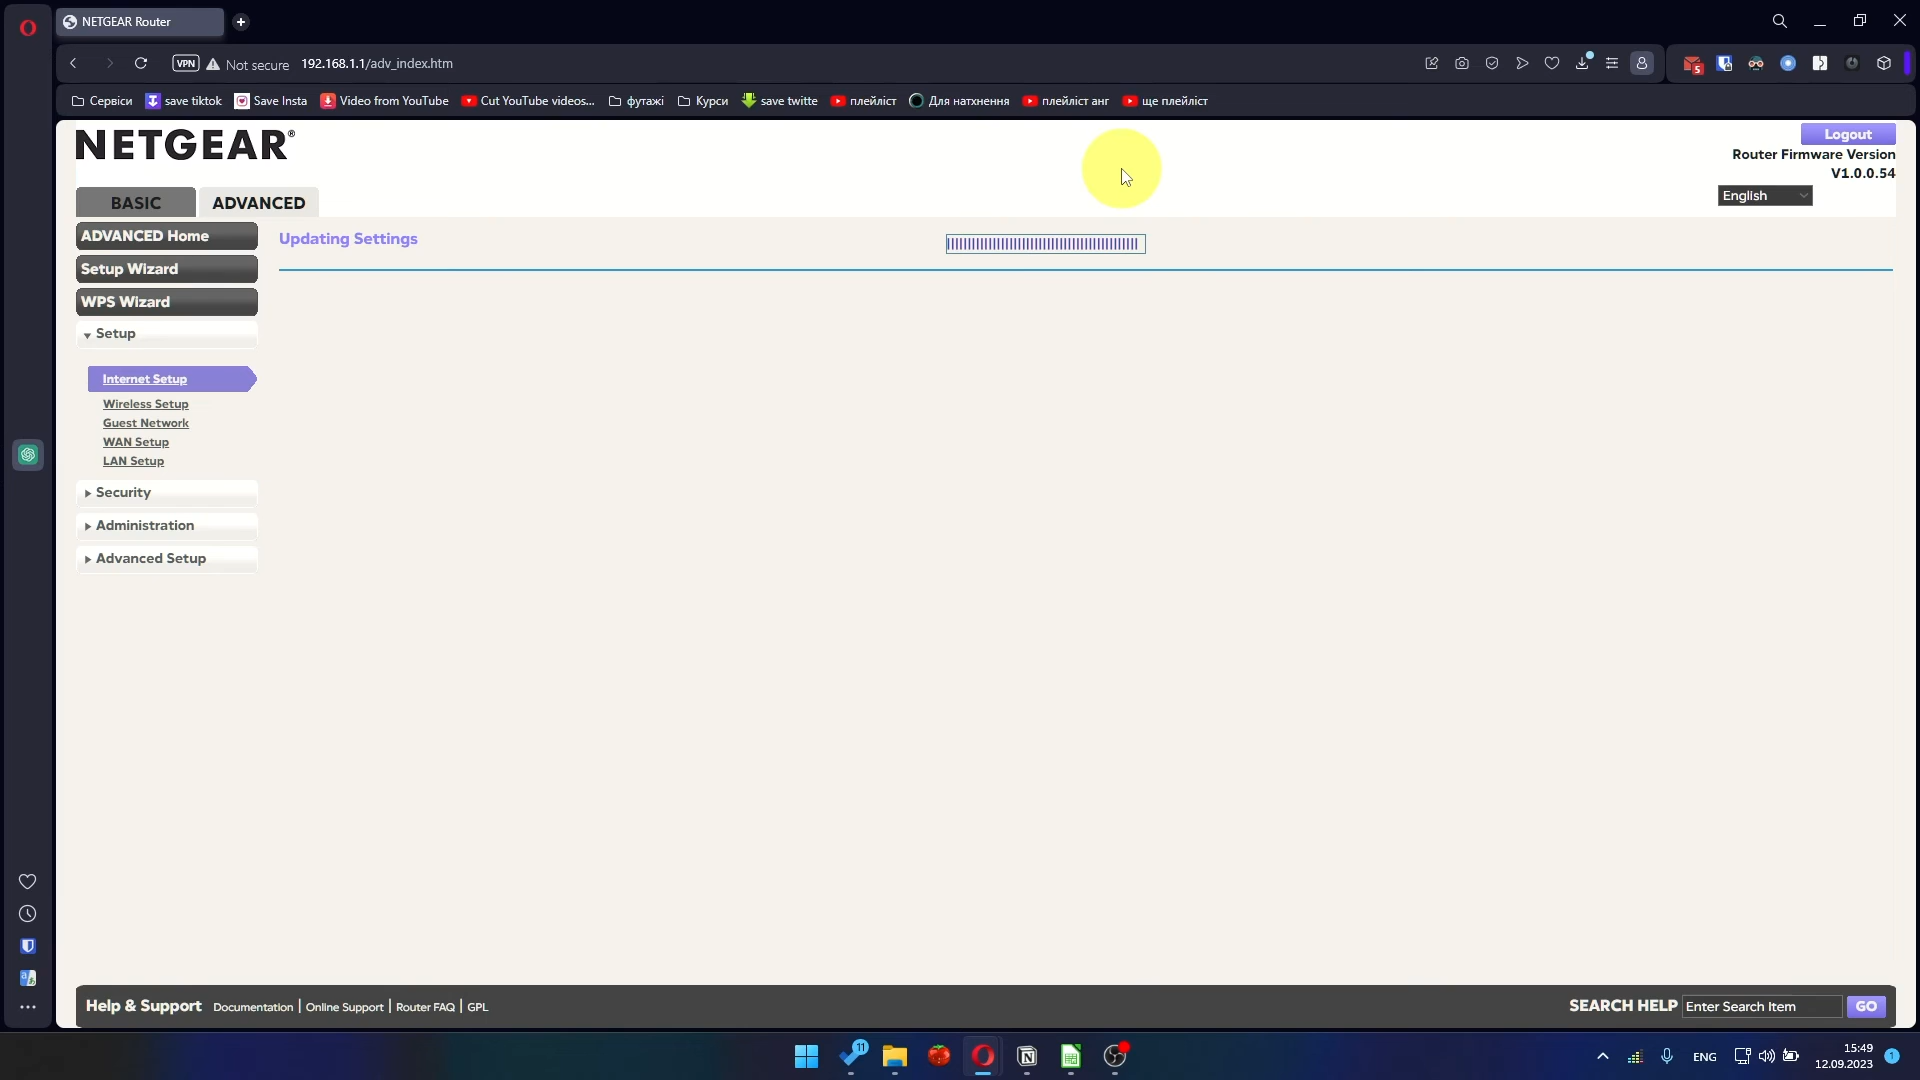 NETGEAR Router
VPN Not secure 192.168.1.1/adv_index.htm
5
Сервіси save tiktok Save Insta Video from YouTube Cut YouTube videos... футажі Курси save twitte плейліст Для натхнення плейліст анг ще плейліст
NETGEAR®
Logout
Router Firmware Version
V1.0.0.54
English
BASIC ADVANCED
ADVANCED Home
Setup Wizard
WPS Wizard
Setup
Internet Setup
Wireless Setup
Guest Network
WAN Setup
LAN Setup
Security
Administration
Advanced Setup
Updating Settings
Help & Support Documentation | Online Support | Router FAQ | GPL
SEARCH HELP Enter Search Item GO
11
ENG
15:49
12.09.2023
1